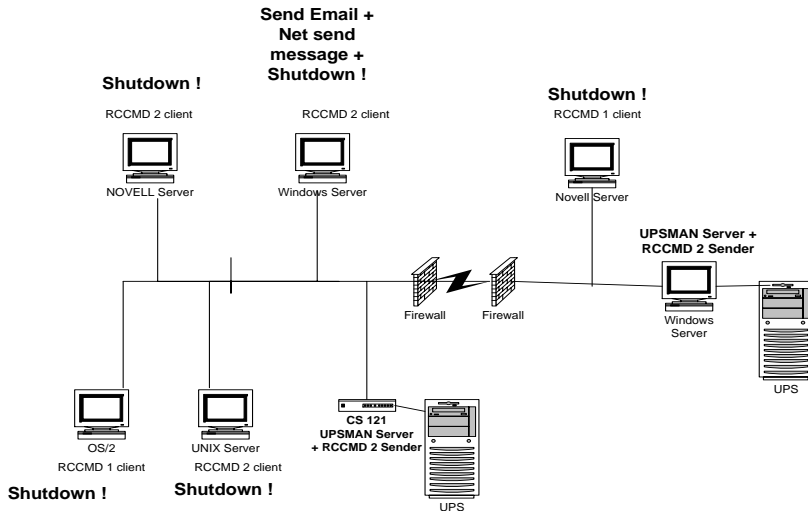 Send Email +
Net send
message +
Shutdown !
Shutdown !
RCCMD 2 client
NOVELL Server
RCCMD 2 client
Windows Server
Shutdown !
RCCMD 1 client
Novell Server
UPSMAN Server +
RCCMD 2 Sender
Windows
Server
UPS
Firewall
Firewall
OS/2
RCCMD 1 client
Shutdown !
UNIX Server
RCCMD 2 client
Shutdown !
CS 121
UPSMAN Server
+ RCCMD 2 Sender
UPS